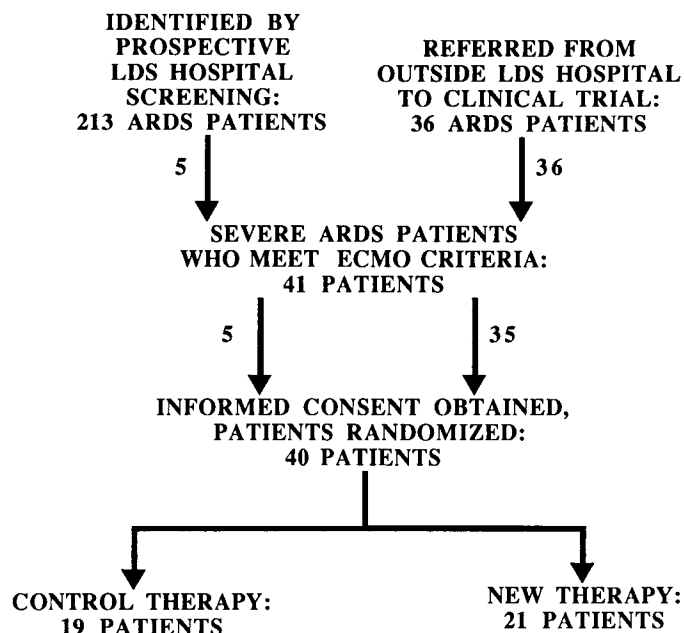 IDENTIFIED BY
PROSPECTIVE
LDS HOSPITAL
SCREENING:
213 ARDS PATIENTS
REFERRED FROM
OUTSIDE LDS HOSPITAL
TO CLINICAL TRIAL:
36 ARDS PATIENTS
5
36
SEVERE ARDS PATIENTS
WHO MEET ECMO CRITERIA:
41 PATIENTS
5
35
INFORMED CONSENT OBTAINED,
PATIENTS RANDOMIZED:
40 PATIENTS
CONTROL THERAPY:
19 PATIENTS
NEW THERAPY:
21 PATIENTS